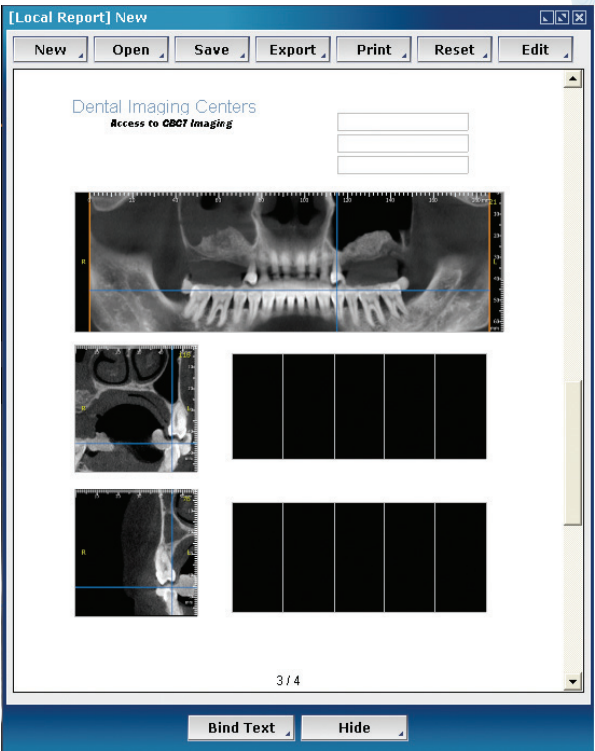 [Local Report] New
New Open Save Export Print Reset Edit
Dental Imaging Centers
Access to CBCT Imaging
R L
R L
R
3 / 4
Bind Text Hide